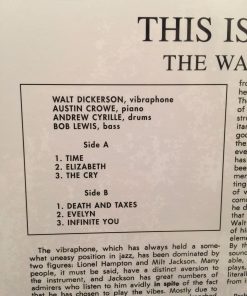 THIS IS
THE WA
WALT DICKERSON, vibraphone
AUSTIN CROWE, piano
ANDREW CYRILLE, drums
BOB LEWIS, bass
Side A
1. TIME
2. ELIZABETH
3. THE CRY
Side B
1. DEATH AND TAXES
2. EVELYN
3. INFINITE YOU
The vibraphone, which has always held a some-
what uneasy position in jazz, has been dominated by
two figures: Lionel Hampton and Milt Jackson. Many
people, it must be said, have a distinct aversion to
the instrument, and Jackson has great numbers of
admirers who listen to him avidly in spite of the fact
that he has chosen to play the vibes. Mostly due to